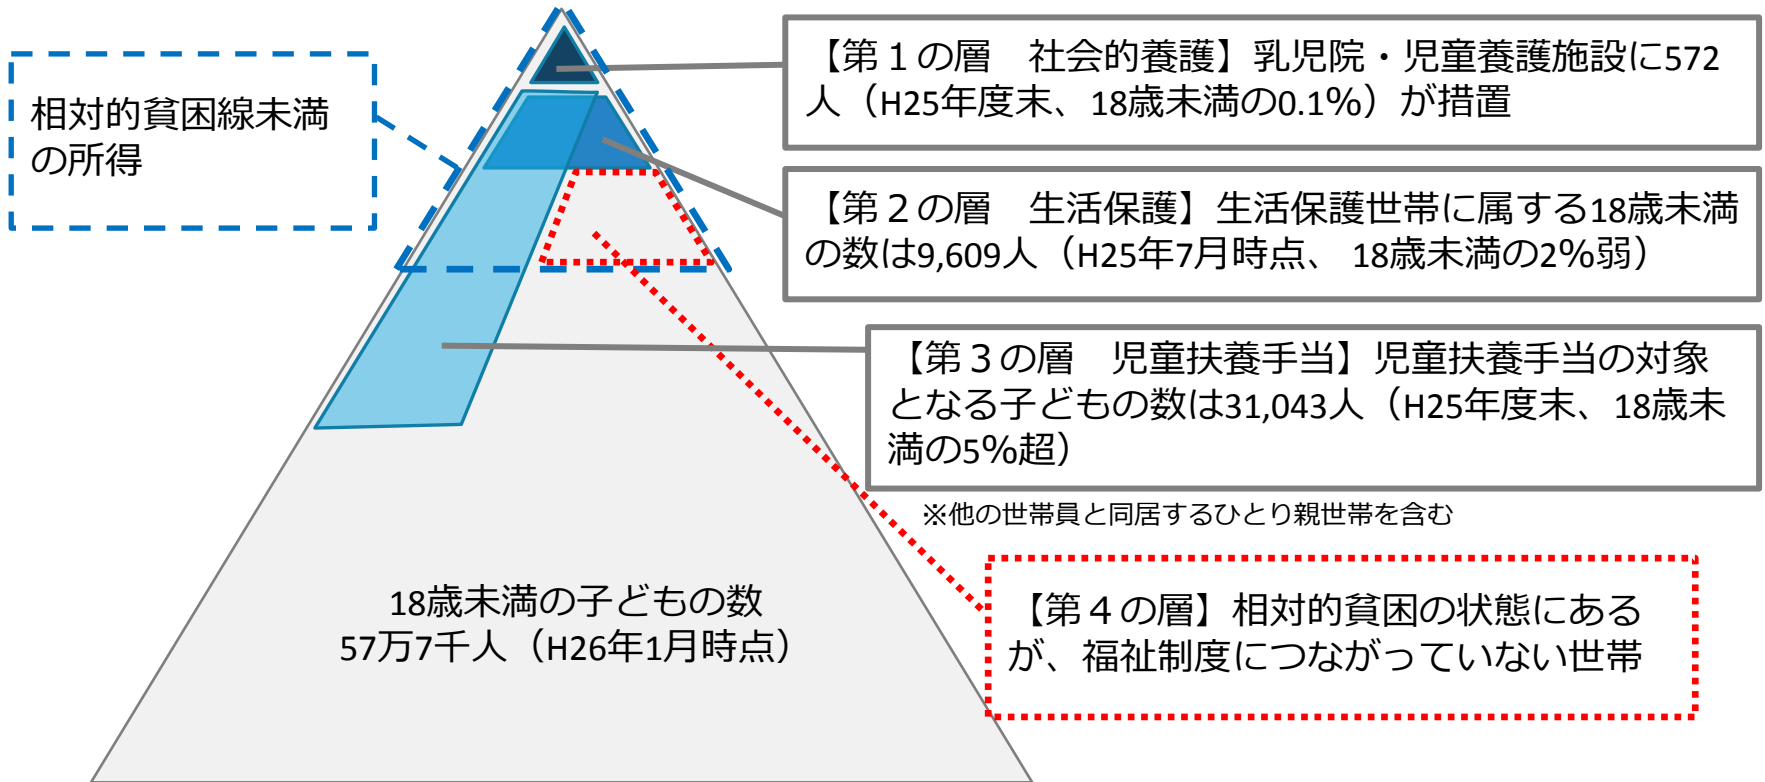 相対的貧困線未満
の所得
【第１の層　社会的養護】乳児院・児童養護施設に572
人（H25年度末、18歳未満の0.1%）が措置
【第２の層　生活保護】生活保護世帯に属する18歳未満
の数は9,609人（H25年7月時点、 18歳未満の2%弱）
【第３の層　児童扶養手当】児童扶養手当の対象
となる子どもの数は31,043人（H25年度末、18歳未
満の5%超）
※他の世帯員と同居するひとり親世帯を含む
【第４の層】相対的貧困の状態にある
が、福祉制度につながっていない世帯
18歳未満の子どもの数
57万7千人（H26年1月時点）